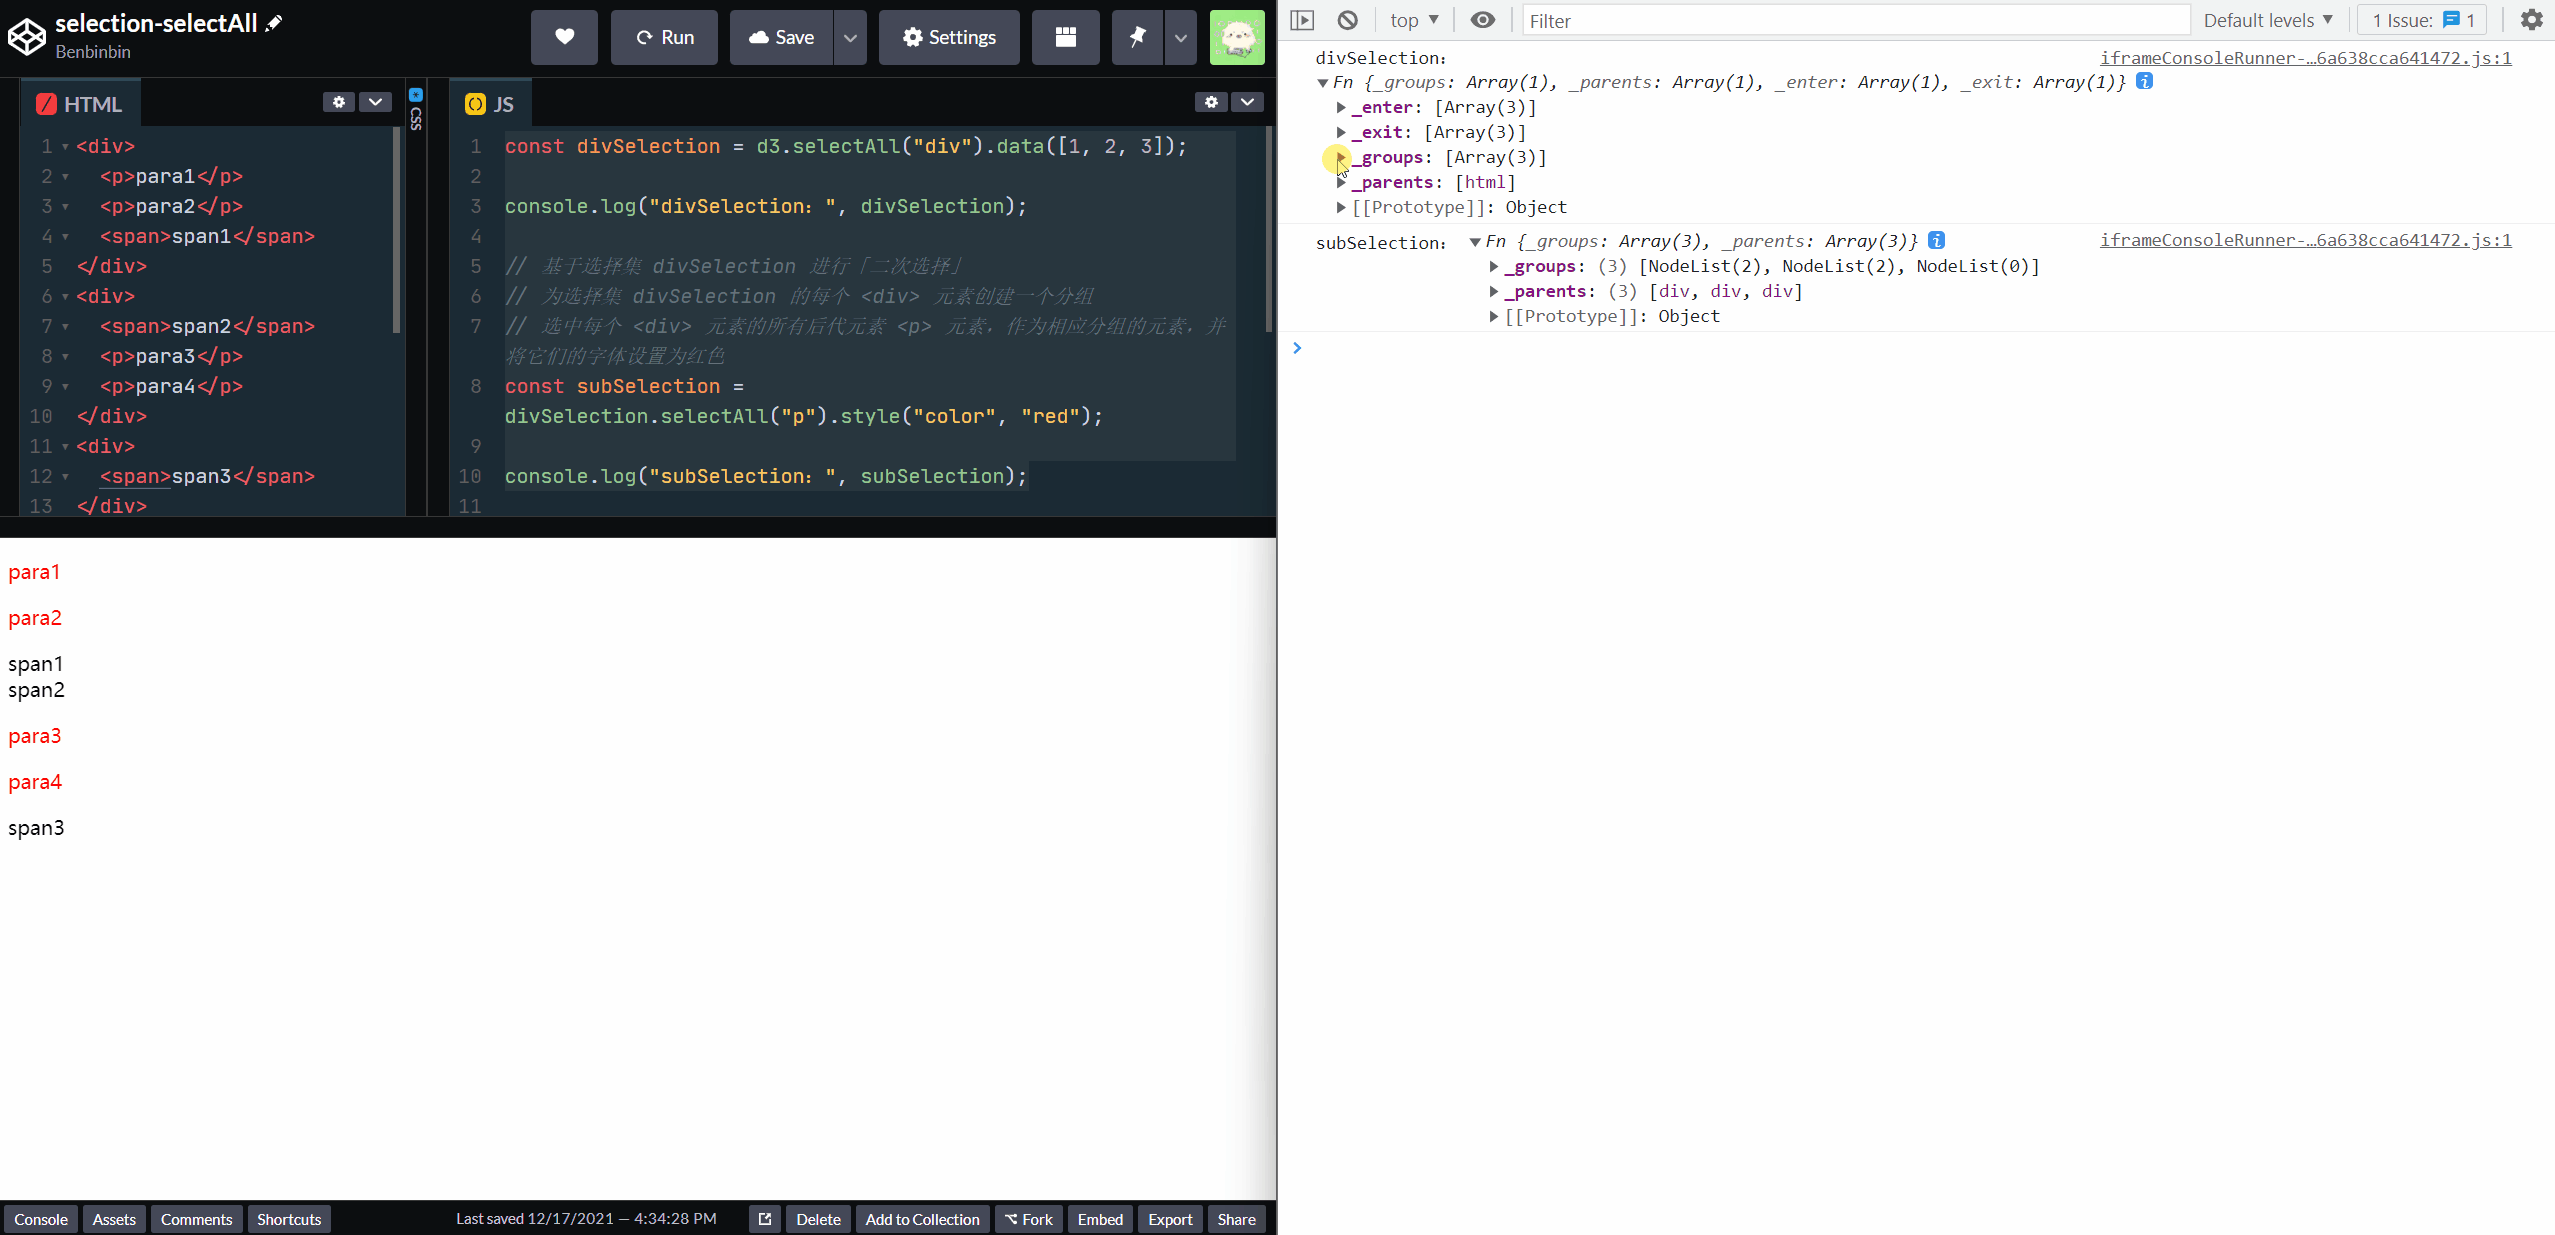 selection-selectAll
Benbinbin
Run
Save
Settings
HTML
CSS
JS
1 <div>
2 <p>para1</p>
3 <p>para2</p>
4 <span>span1</span>
5 </div>
6 <div>
7 <span>span2</span>
8 <p>para3</p>
9 <p>para4</p>
10 </div>
11 <div>
12 <span>span3</span>
13 </div>
1 const divSelection = d3.selectAll("div").data([1, 2, 3]);
2
3 console.log("divSelection: ", divSelection);
4
5 // 基于选择集 divSelection 进行「二次选择」
6 // 为选择集 divSelection 的每个 <div> 元素创建一个分组
7 // 选中每个 <div> 元素的所有后代元素 <p> 元素，作为相应分组的元素，并
将它们的字体设置为红色
8 const subSelection =
divSelection.selectAll("p").style("color", "red");
9
10 console.log("subSelection: ", subSelection);
11
para1
para2
span1
span2
para3
para4
span3
Console Assets Comments Shortcuts Last saved 12/17/2021 — 4:34:28 PM Delete Add to Collection Fork Embed Export Share
top Filter Default levels 1 Issue: 1
divSelection: iframeConsoleRunner-…6a638cca641472.js:1
Fn {_groups: Array(1), _parents: Array(1), _enter: Array(1), _exit: Array(1)}
_enter: [Array(3)]
_exit: [Array(3)]
_groups: [Array(3)]
_parents: [html]
[[Prototype]]: Object
subSelection: Fn {_groups: Array(3), _parents: Array(3)} iframeConsoleRunner-…6a638cca641472.js:1
_groups: (3) [NodeList(2), NodeList(2), NodeList(0)]
_parents: (3) [div, div, div]
[[Prototype]]: Object